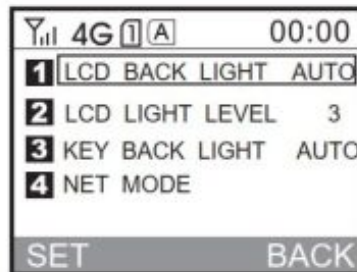 4G 1 A 00:00
1 LCD BACK LIGHT AUTO
2 LCD LIGHT LEVEL 3
3 KEY BACK LIGHT AUTO
4 NET MODE
SET BACK